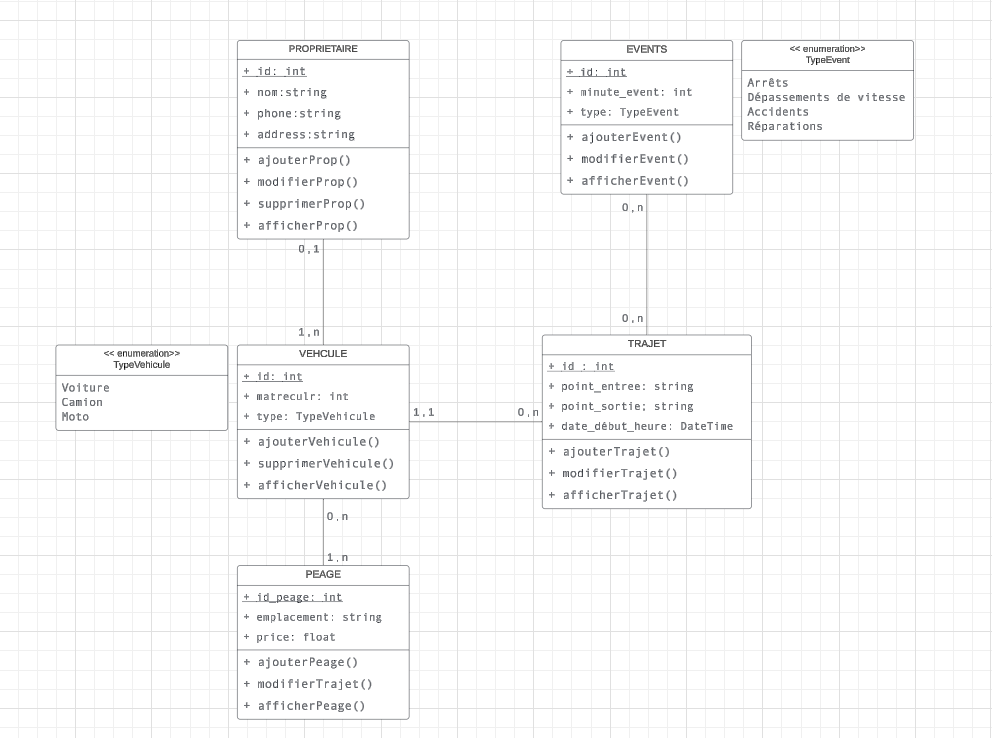 PROPRIETAIRE
+ id: int
+ nom:string
+ phone:string
+ address:string
+ ajouterProp()
+ modifierProp()
+ supprimerProp()
+ afficherProp()
0,1
1,n
EVENTS
+ id: int
+ minute_event: int
+ type: TypeEvent
+ ajouterEvent()
+ modifierEvent()
+ afficherEvent()
0,n
0,n
<< enumeration>>
TypeEvent
Arrêts
Dépassements de vitesse
Accidents
Réparations
<< enumeration>>
TypeVehicule
Voiture
Camion
Moto
VEHCULE
+ id: int
+ matreculr: int
+ type: TypeVehicule
+ ajouterVehicule()
+ supprimerVehicule()
+ afficherVehicule()
1,1
0,n
TRAJET
+ id : int
+ point_entree: string
+ point_sortie; string
+ date_début_heure: DateTime
+ ajouterTrajet()
+ modifierTrajet()
+ afficherTrajet()
0,n
1,n
PEAGE
+ id_peage: int
+ emplacement: string
+ price: float
+ ajouterPeage()
+ modifierTrajet()
+ afficherPeage()